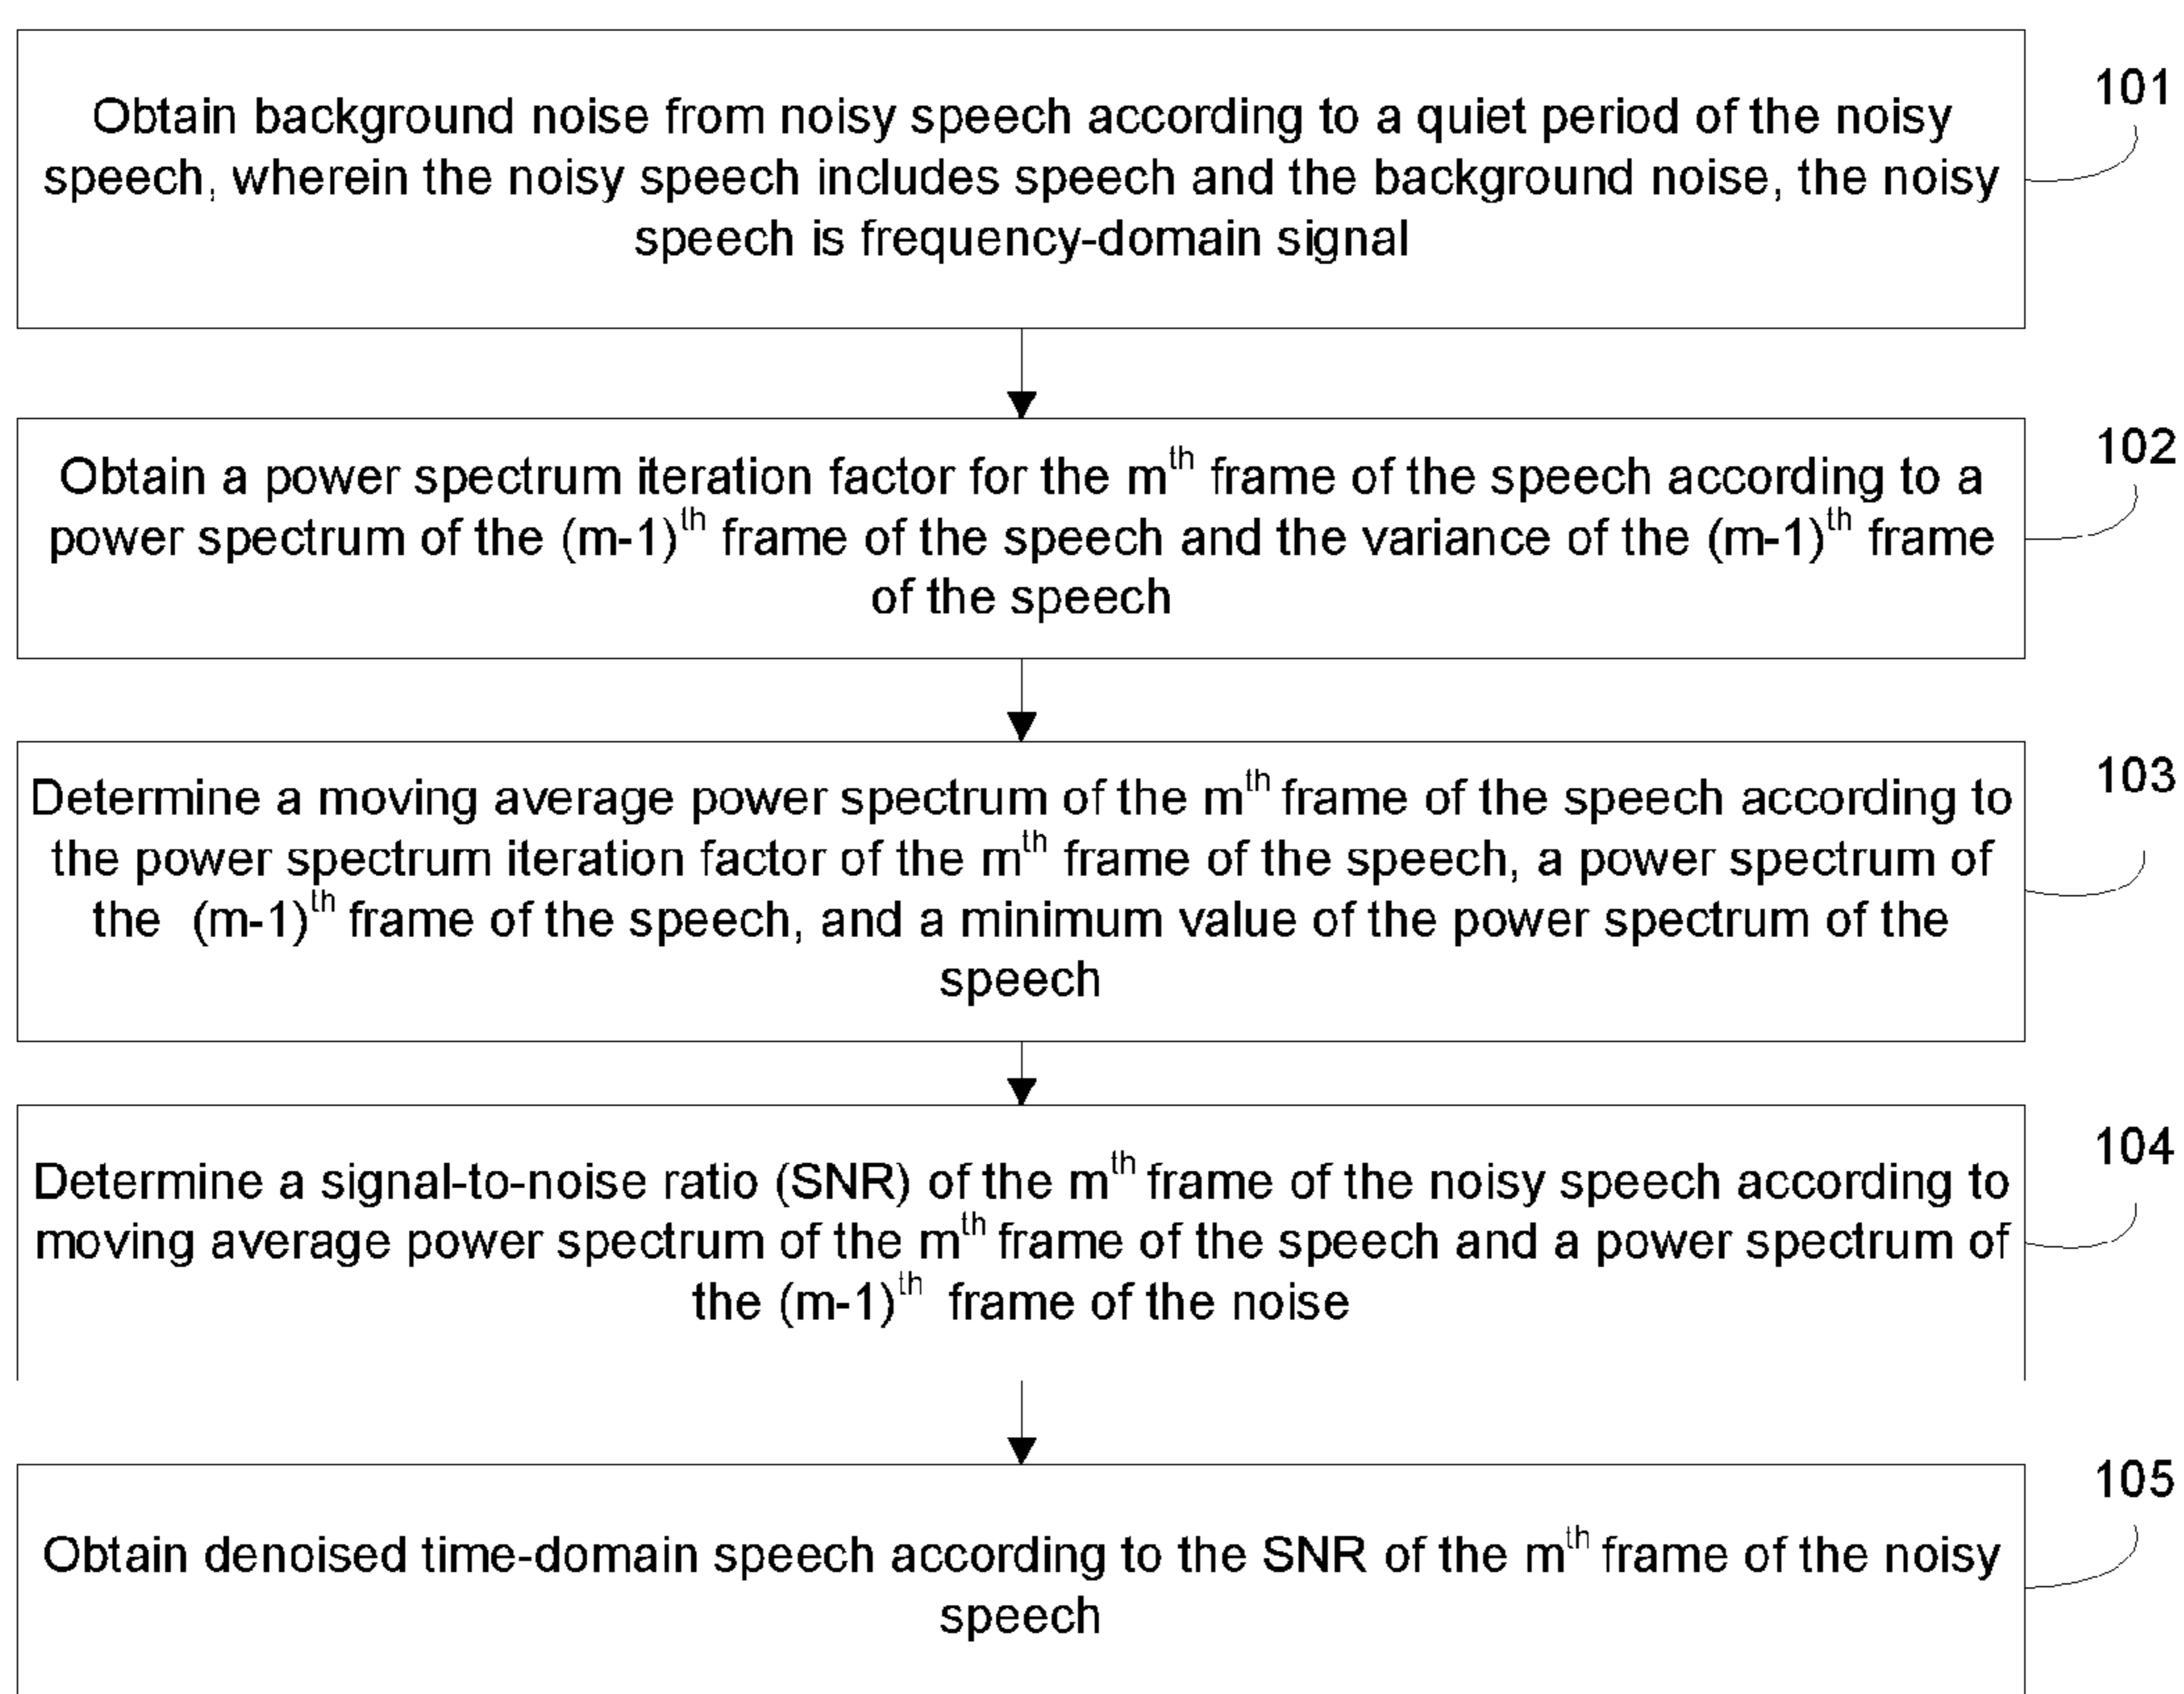 101
Obtain background noise from noisy speech according to a quiet period of the noisy
speech, wherein the noisy speech includes speech and the background noise, the noisy
speech is frequency-domain signal
102
Obtain a power spectrum iteration factor for the mth frame of the speech according to a
power spectrum of the (m-1)th frame of the speech and the variance of the (m-1)th frame
of the speech
103
Determine a moving average power spectrum of the mth frame of the speech according to
the power spectrum iteration factor of the mth frame of the speech, a power spectrum of
the (m-1)th frame of the speech, and a minimum value of the power spectrum of the
speech
104
Determine a signal-to-noise ratio (SNR) of the mth frame of the noisy speech according to
moving average power spectrum of the mth frame of the speech and a power spectrum of
the (m-1)th frame of the noise
105
Obtain denoised time-domain speech according to the SNR of the mth frame of the noisy
speech